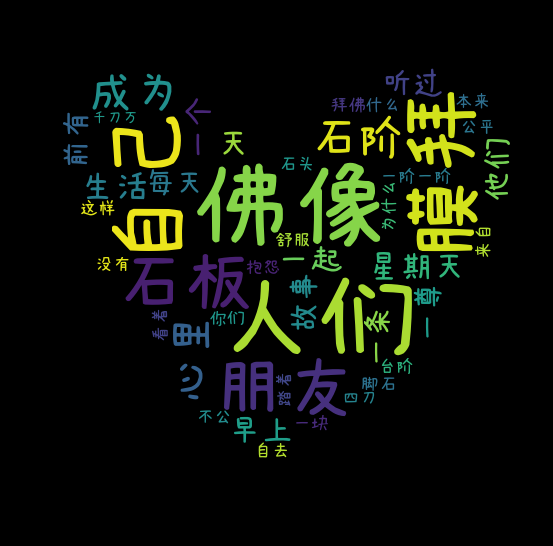 成为
听过
拜佛
什么
本来
千刀万
前有
自己
一个
天
石阶
膜拜
公平
他们
生活
每天
石头
佛像
一阶一阶
为什么
这样
来自
舒服
没有
石板
抱怨
一起
星期天
人们
故事
一尊
看着
心里
你们
一条
台阶
朋友
踏着
脚石
四刀
不公
早上
一块
自去